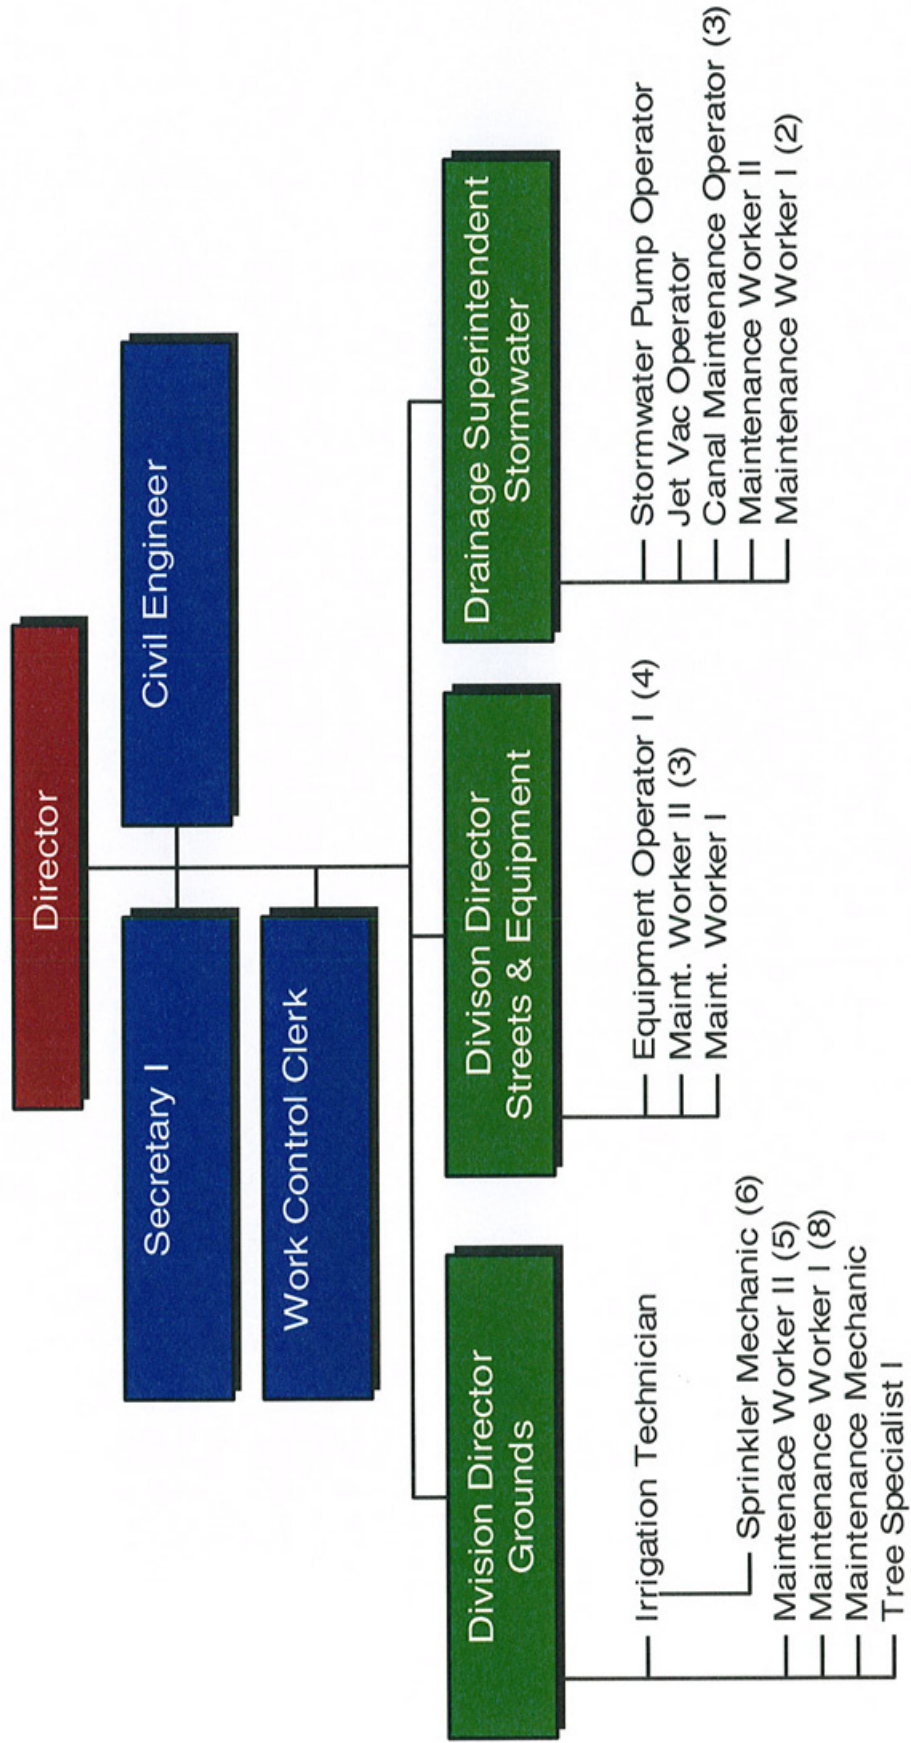 Director
Secretary I
Civil Engineer
Work Control Clerk
Division Director
Grounds
Irrigation Technician
Sprinkler Mechanic (6)
Maintenace Worker II (5)
Maintenance Worker I (8)
Maintenance Mechanic
Tree Specialist I
Divison Director
Streets & Equipment
Equipment Operator I (4)
Maint. Worker II (3)
Maint. Worker I
Drainage Superintendent
Stormwater
Stormwater Pump Operator
Jet Vac Operator
Canal Maintenance Operator (3)
Maintenance Worker II
Maintenance Worker I (2)